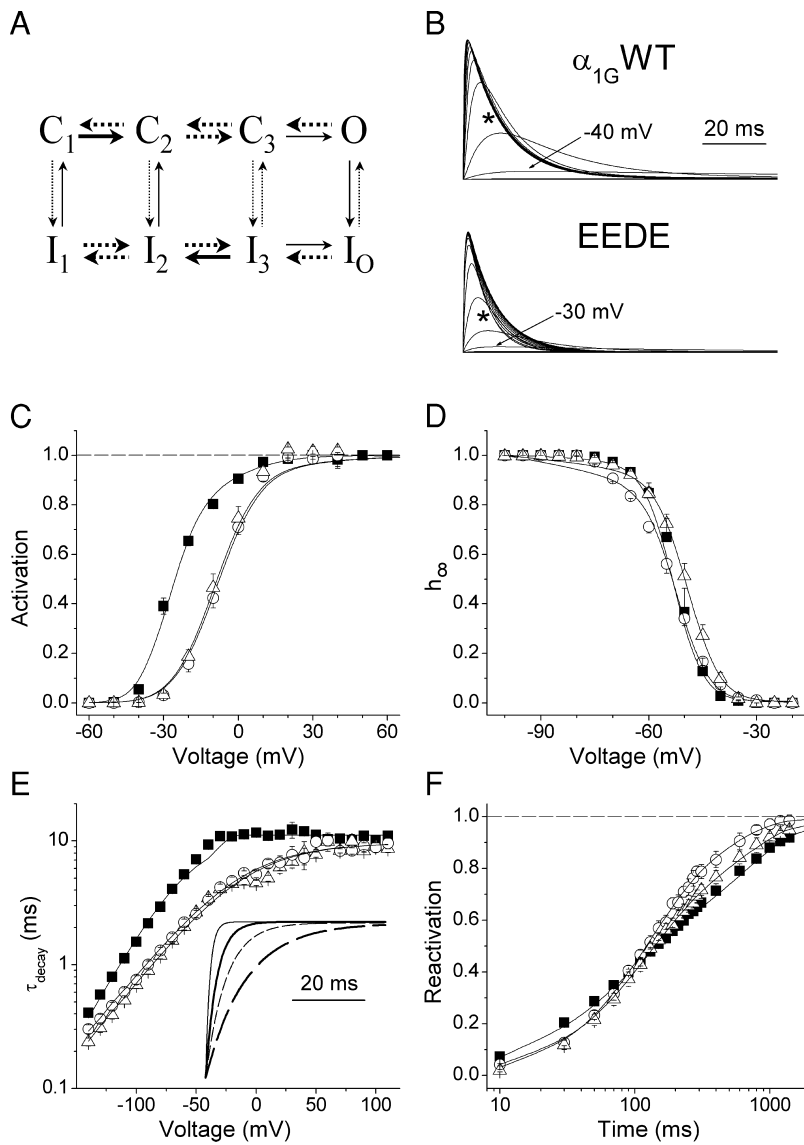 A
C₁ C₂ C₃ O
I₁ I₂ I₃ I_O
B
α₁GWT
*
-40 mV
20 ms
EEDE
*
-30 mV
C
Activation
1.0
0.8
0.6
0.4
0.2
0.0
-60 -30 0 30 60
Voltage (mV)
D
h∞
1.0
0.8
0.6
0.4
0.2
0.0
-90 -60 -30
Voltage (mV)
E
τdecay (ms)
10
1
0.1
20 ms
-100 -50 0 50 100
Voltage (mV)
F
Reactivation
1.0
0.8
0.6
0.4
0.2
0.0
10 100 1000
Time (ms)